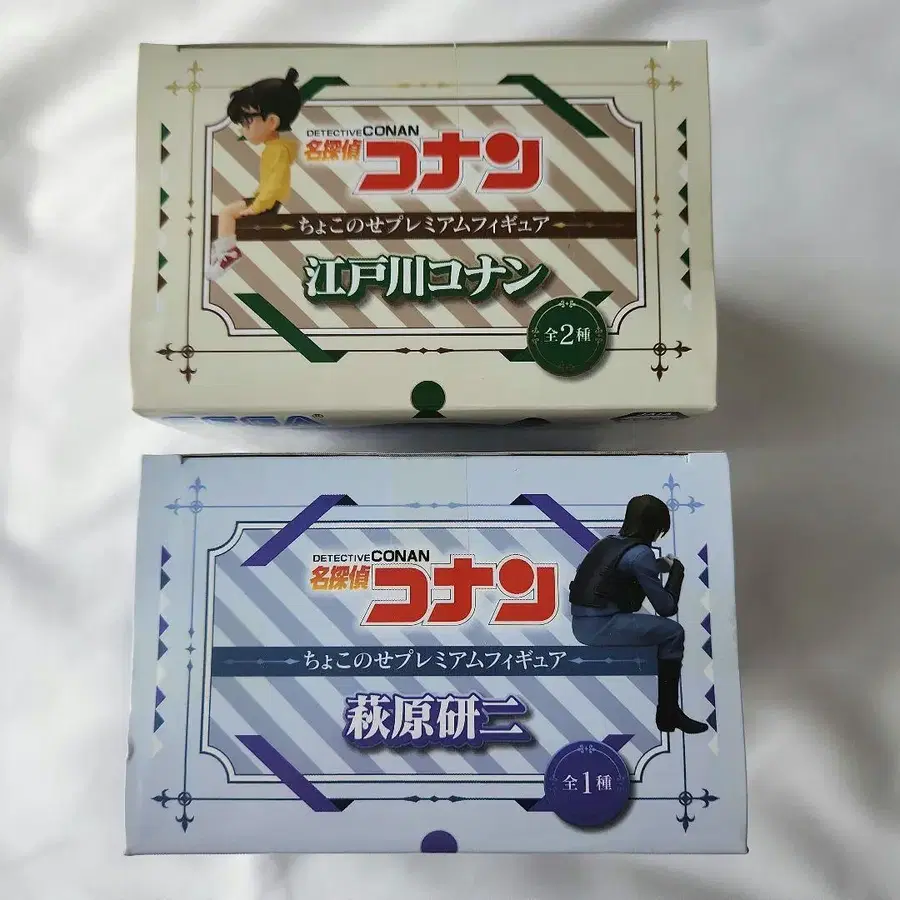 DETECTIVE CONAN
名探偵コナン
ちょこのせプレミアムフィギュア
江戸川コナン
全2種
DETECTIVE CONAN
名探偵コナン
ちょこのせプレミアムフィギュア
萩原研二
全1種